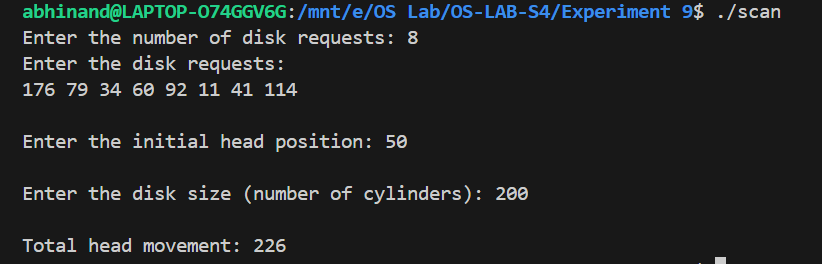 abhinand@LAPTOP-O74GGV6G:/mnt/e/OS Lab/OS-LAB-S4/Experiment 9$ ./scan
Enter the number of disk requests: 8
Enter the disk requests:
176 79 34 60 92 11 41 114
Enter the initial head position: 50
Enter the disk size (number of cylinders): 200
Total head movement: 226